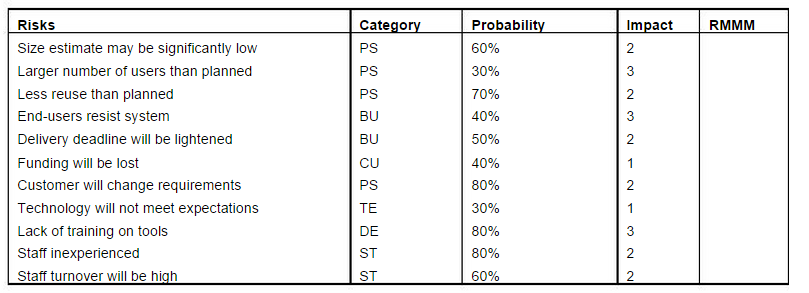 Risks Category Probability Impact RMMM
Size estimate may be significantly low PS 60% 2
Larger number of users than planned PS 30% 3
Less reuse than planned PS 70% 2
End-users resist system BU 40% 3
Delivery deadline will be lightened BU 50% 2
Funding will be lost CU 40% 1
Customer will change requirements PS 80% 2
Technology will not meet expectations TE 30% 1
Lack of training on tools DE 80% 3
Staff inexperienced ST 80% 2
Staff turnover will be high ST 60% 2